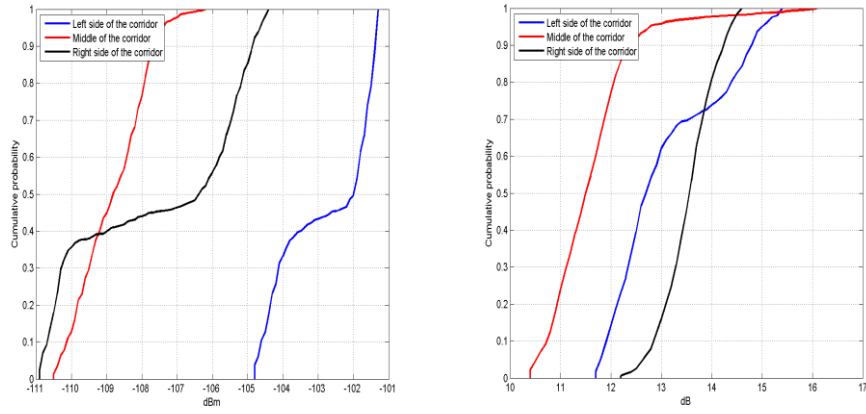 Left side of the corridor
Middle of the corridor
Right side of the corridor
Cumulative probability
1
0.9
0.8
0.7
0.6
0.5
0.4
0.3
0.2
0.1
0
-111 -110 -109 -108 -107 -106 -105 -104 -103 -102 -101
dBm
Left side of the corridor
Middle of the corridor
Right side of the corridor
Cumulative probability
1
0.9
0.8
0.7
0.6
0.5
0.4
0.3
0.2
0.1
0
10 11 12 13 14 15 16 17
dB